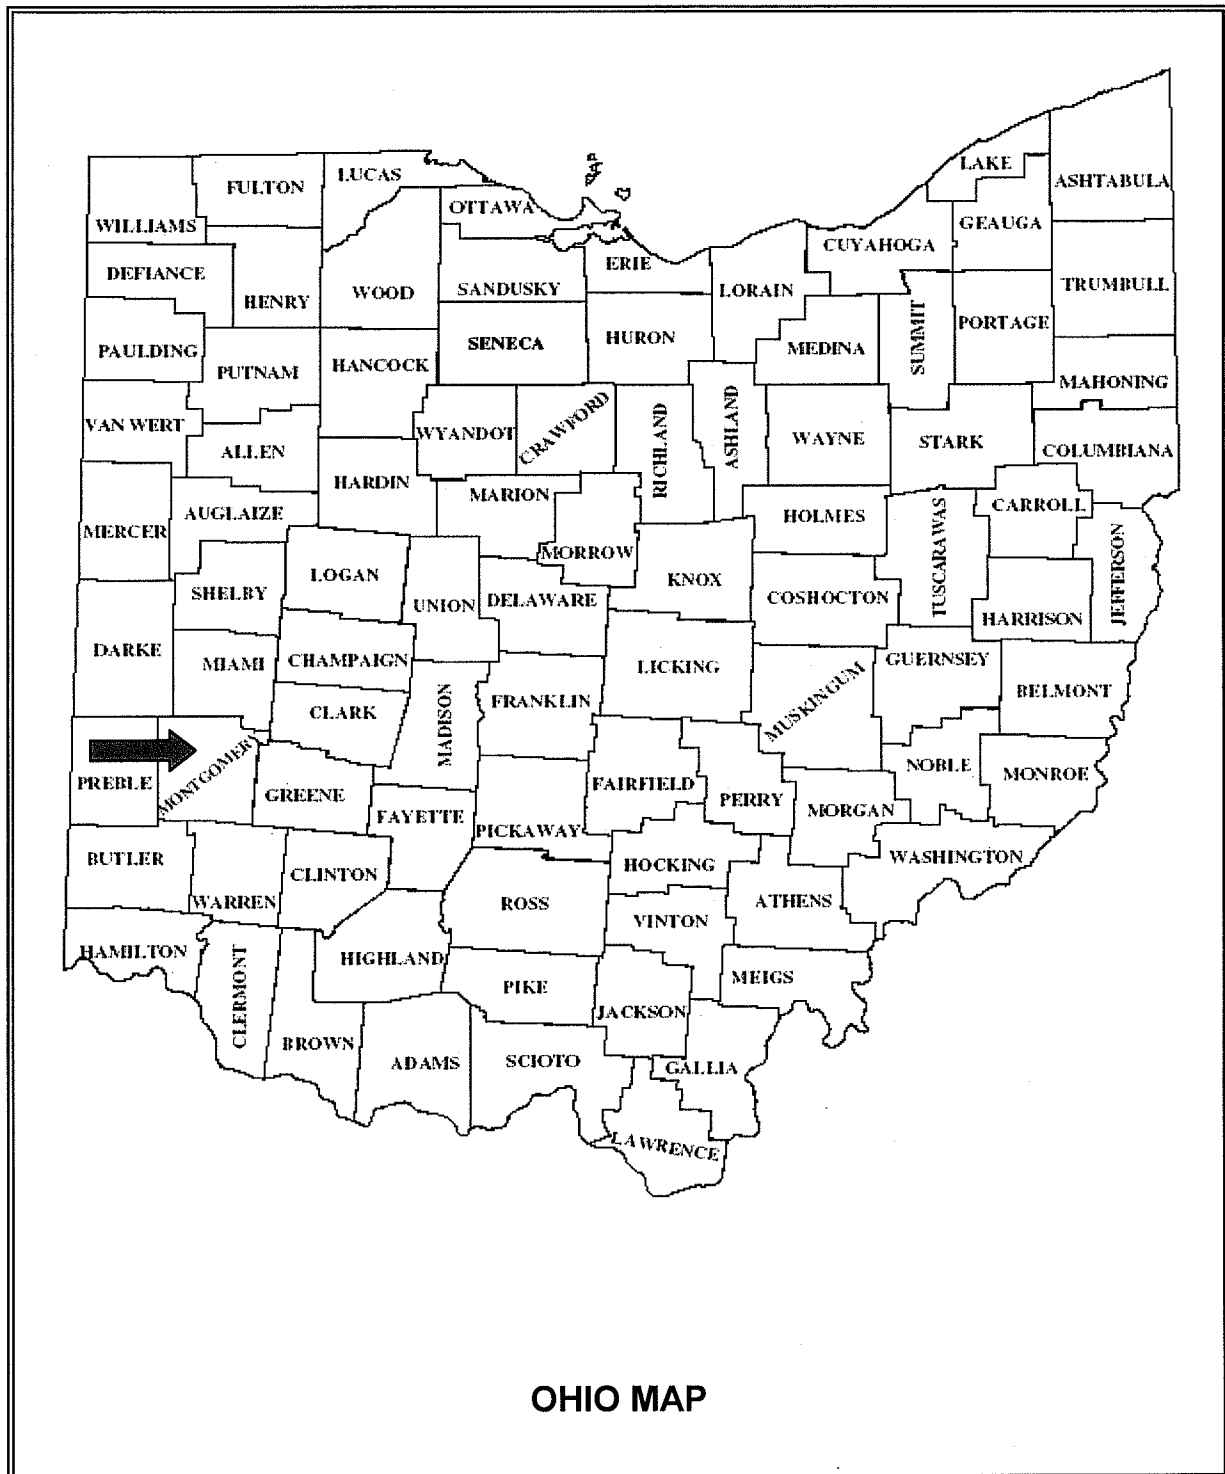 LAKE
ASHTABULA
LUCAS
FULTON
OTTAWA
WILLIAMS
GEAUGA
CUYAHOGA
ERIE
DEFIANCE
TRUMBULL
HENRY
WOOD
SANDUSKY
LORAIN
SUMMIT
PORTAGE
PAULDING
SENECA
HURON
MEDINA
PUTNAM
HANCOCK
MAHONING
VAN WERT
WYANDOT
CRAWFORD
RICHLAND
ASHLAND
WAYNE
STARK
COLUMBIANA
ALLEN
HARDIN
MARION
CARROLL
AUGLAIZE
HOLMES
TUSCARAWAS
JEFFERSON
MERCER
MORROW
LOGAN
KNOX
SHELBY
UNION
DELAWARE
COSHOCTON
HARRISON
DARKE
MIAMI
CHAMPAIGN
LICKING
GUERNSEY
MUSKINGUM
BELMONT
CLARK
MADISON
FRANKLIN
PREBLE
MONTGOMERY
GREENE
FAIRFIELD
NOBLE
MONROE
PERRY
MORGAN
FAYETTE
PICKAWAY
BUTLER
CLINTON
HOCKING
WASHINGTON
WARREN
ROSS
ATHENS
VINTON
HAMILTON
CLERMONT
HIGHLAND
PIKE
MEIGS
JACKSON
BROWN
ADAMS
SCIOTO
GALLIA
LAWRENCE
OHIO MAP